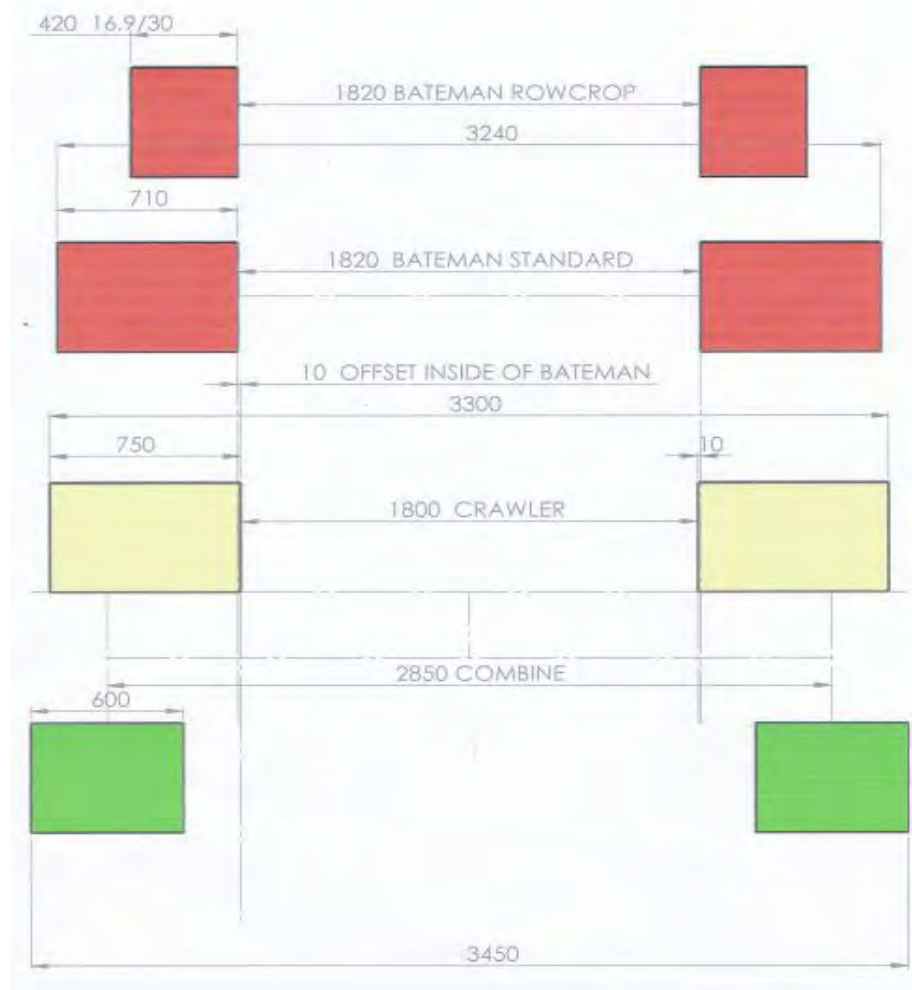 420 16.9/30
1820 BATEMAN ROWCROP
3240
710
1820 BATEMAN STANDARD
10 OFFSET INSIDE OF BATEMAN
3300
750
10
1800 CRAWLER
2850 COMBINE
600
3450